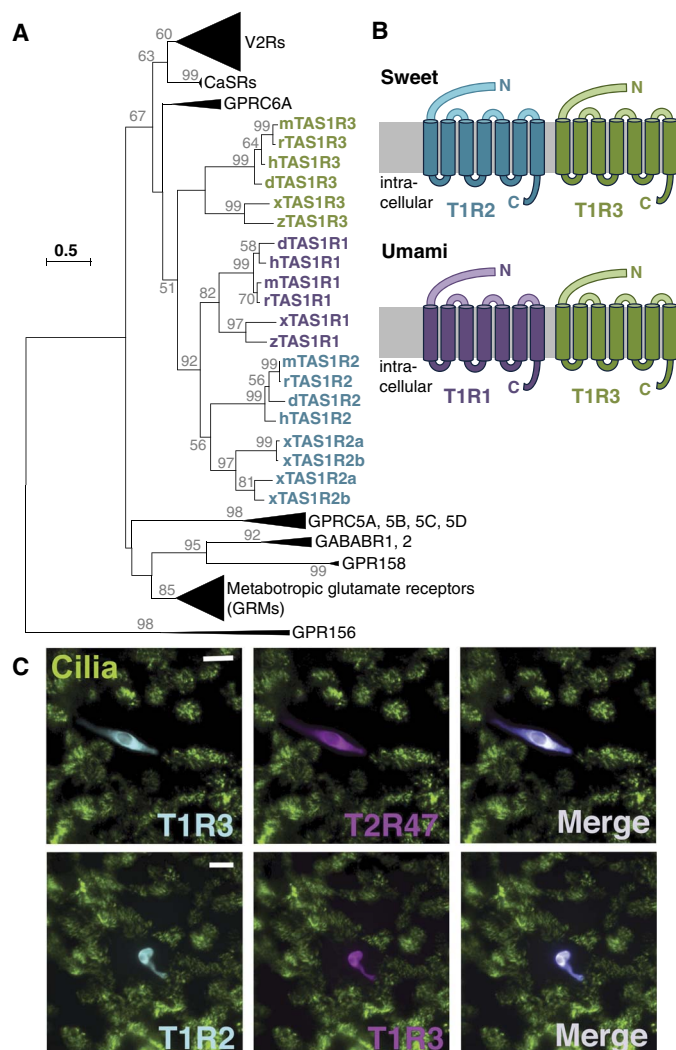 A
60
V2Rs
63
99
CaSRs
67
GPRC6A
99
mTAS1R3
64
rTAS1R3
99
hTAS1R3
dTAS1R3
99
xTAS1R3
zTAS1R3
0.5
58
dTAS1R1
99
hTAS1R1
51
82
mTAS1R1
70
rTAS1R1
97
xTAS1R1
zTAS1R1
92
99
mTAS1R2
56
rTAS1R2
99
dTAS1R2
hTAS1R2
56
99
xTAS1R2a
97
xTAS1R2b
81
xTAS1R2a
xTAS1R2b
98
GPRC5A, 5B, 5C, 5D
92
GABABR1, 2
95
GPR158
99
85
Metabotropic glutamate receptors
(GRMs)
98
GPR156
B
Sweet
N
N
intra-
cellular
T1R2
C
T1R3
C
Umami
N
N
intra-
cellular
T1R1
C
T1R3
C
C
Cilia
T1R3
T2R47
Merge
T1R2
T1R3
Merge